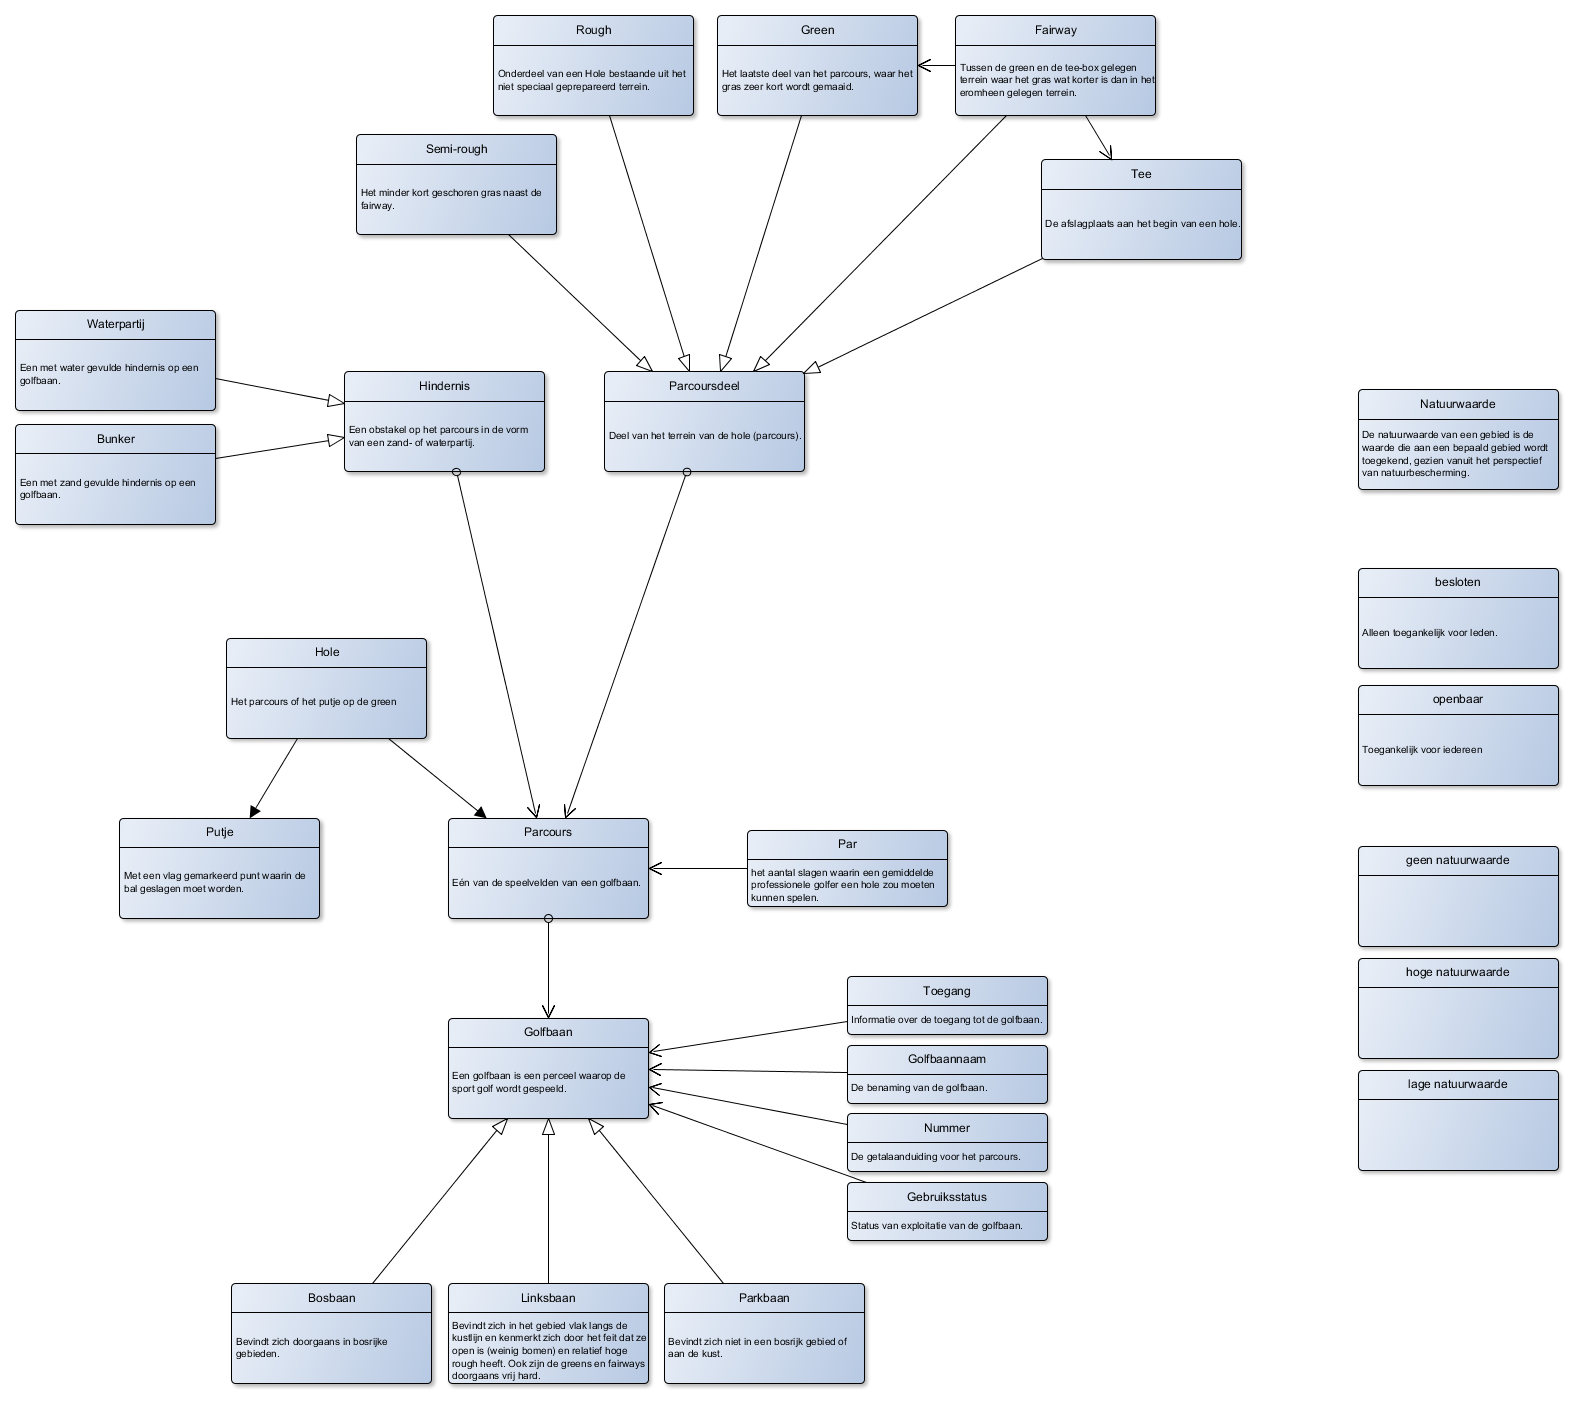 Rough
Onderdeel van een Hole bestaande uit het
niet speciaal geprepareerd terrein.
Green
Het laatste deel van het parcours, waar het
gras zeer kort wordt gemaaid.
Fairway
Tussen de green en de tee-box gelegen
terrein waar het gras wat korter is dan in het
eromheen gelegen terrein.
Semi-rough
Het minder kort geschoren gras naast de
fairway.
Tee
De afslagplaats aan het begin van een hole.
Waterpartij
Een met water gevulde hindernis op een
golfbaan.
Hindernis
Een obstakel op het parcours in de vorm
van een zand- of waterpartij.
Parcoursdeel
Deel van het terrein van de hole (parcours).
Natuurwaarde
De natuurwaarde van een gebied is de
waarde die aan een bepaald gebied wordt
toegekend, gezien vanuit het perspectief
van natuurbescherming.
Bunker
Een met zand gevulde hindernis op een
golfbaan.
besloten
Alleen toegankelijk voor leden.
Hole
Het parcours of het putje op de green
openbaar
Toegankelijk voor iedereen
Putje
Met een vlag gemarkeerd punt waarin de
bal geslagen moet worden.
Parcours
Eén van de speelvelden van een golfbaan.
Par
het aantal slagen waarin een gemiddelde
professionele golfer een hole zou moeten
kunnen spelen.
geen natuurwaarde
hoge natuurwaarde
Toegang
Informatie over de toegang tot de golfbaan.
Golfbaan
Een golfbaan is een perceel waarop de
sport golf wordt gespeeld.
Golfbaannaam
De benaming van de golfbaan.
lage natuurwaarde
Nummer
De getalaanduiding voor het parcours.
Gebruiksstatus
Status van exploitatie van de golfbaan.
Bosbaan
Bevindt zich doorgaans in bosrijke
gebieden.
Linksbaan
Bevindt zich in het gebied vlak langs de
kustlijn en kenmerkt zich door het feit dat ze
open is (weinig bomen) en relatief hoge
rough heeft. Ook zijn de greens en fairways
doorgaans vrij hard.
Parkbaan
Bevindt zich niet in een bosrijk gebied of
aan de kust.